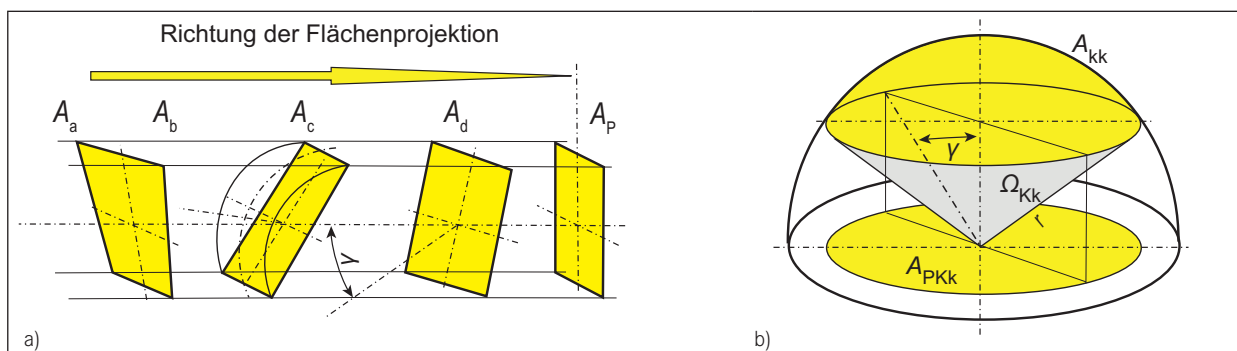 Richtung der Flächenprojektion
A_a A_b A_c A_d A_P
γ
a)
A_kk
γ
Ω_Kk
r
A_PKk
b)